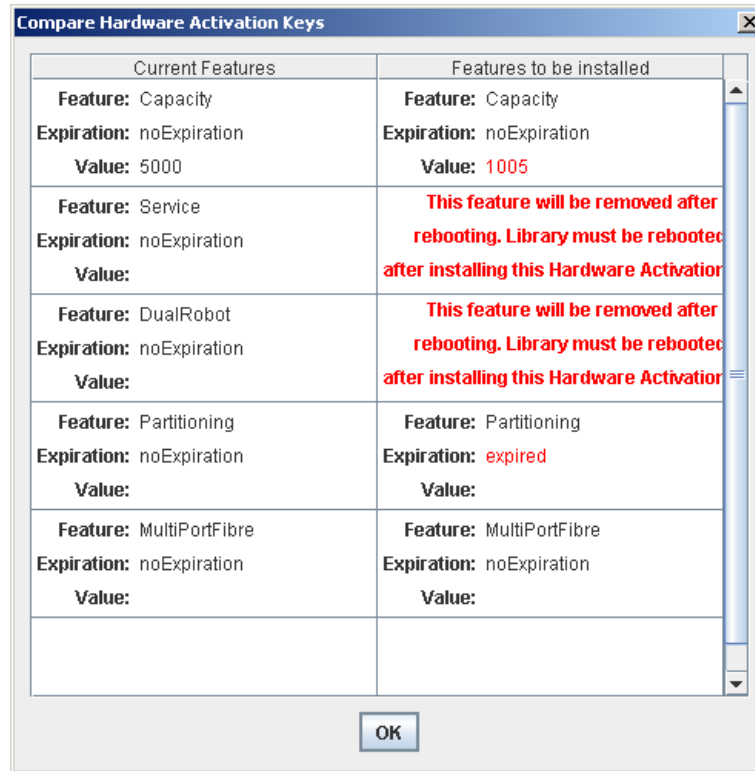 Compare Hardware Activation Keys
Current Features
Features to be installed
Feature: Capacity
Expiration: noExpiration
Value: 5000
Feature: Capacity
Expiration: noExpiration
Value: 1005
Feature: Service
Expiration: noExpiration
Value:
This feature will be removed after
rebooting. Library must be rebooted
after installing this Hardware Activation
Feature: DualRobot
Expiration: noExpiration
Value:
This feature will be removed after
rebooting. Library must be rebooted
after installing this Hardware Activation
Feature: Partitioning
Expiration: noExpiration
Value:
Feature: Partitioning
Expiration: expired
Value:
Feature: MultiPortFibre
Expiration: noExpiration
Value:
Feature: MultiPortFibre
Expiration: noExpiration
Value:
OK